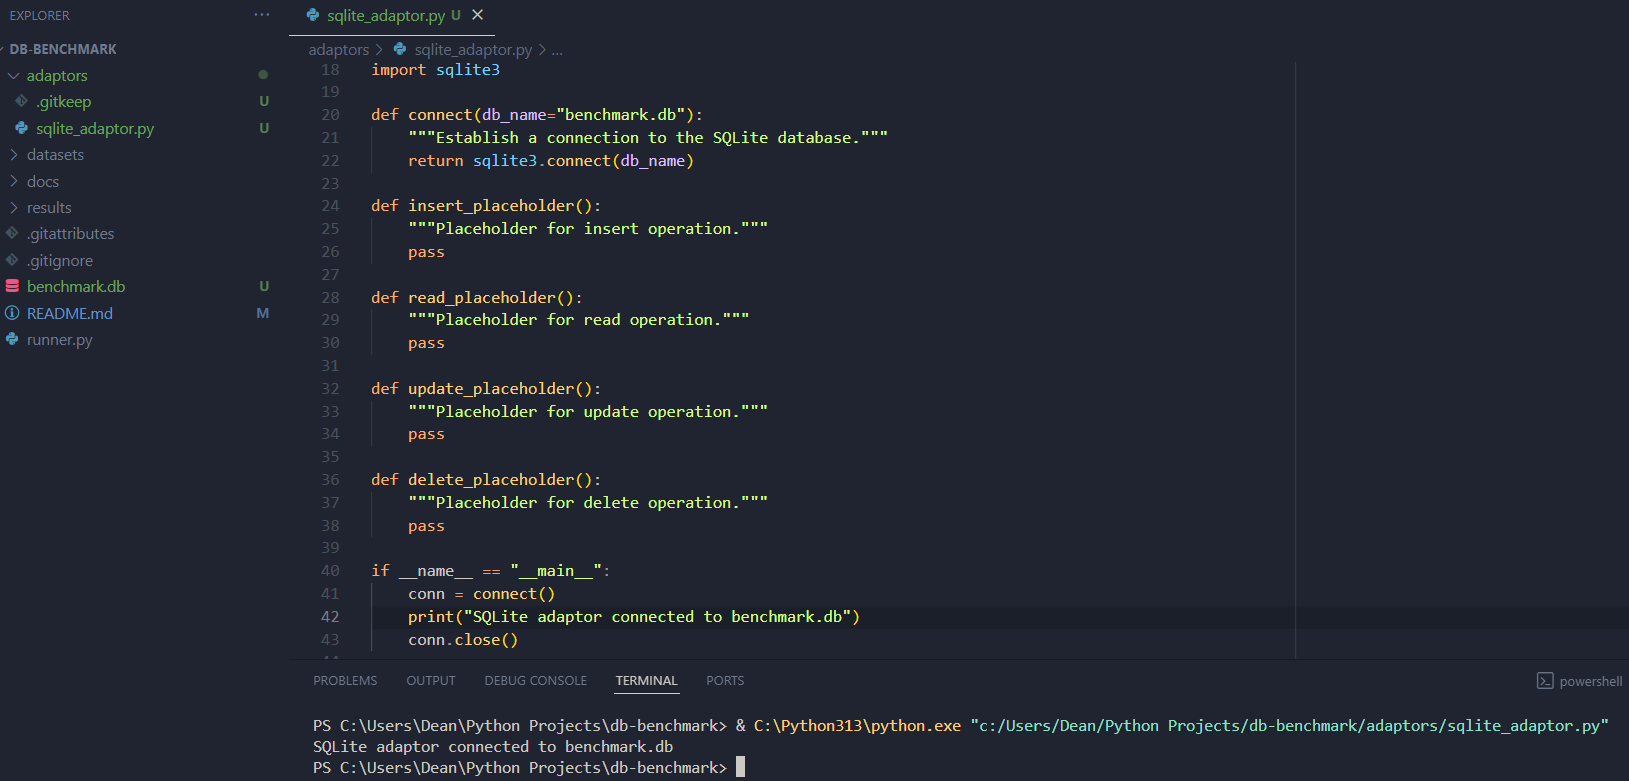 EXPLORER
DB-BENCHMARK
adaptors
.gitkeep U
sqlite_adaptor.py U
datasets
docs
results
.gitattributes
.gitignore
benchmark.db U
README.md M
runner.py
sqlite_adaptor.py U
adaptors > sqlite_adaptor.py > ...
18 import sqlite3
19
20 def connect(db_name="benchmark.db"):
21 """Establish a connection to the SQLite database."""
22 return sqlite3.connect(db_name)
23
24 def insert_placeholder():
25 """Placeholder for insert operation."""
26 pass
27
28 def read_placeholder():
29 """Placeholder for read operation."""
30 pass
31
32 def update_placeholder():
33 """Placeholder for update operation."""
34 pass
35
36 def delete_placeholder():
37 """Placeholder for delete operation."""
38 pass
39
40 if __name__ == "__main__":
41 conn = connect()
42 print("SQLite adaptor connected to benchmark.db")
43 conn.close()
PROBLEMS OUTPUT DEBUG CONSOLE TERMINAL PORTS
powershell
PS C:\Users\Dean\Python Projects\db-benchmark> & C:\Python313\python.exe "c:/Users/Dean/Python Projects/db-benchmark/adaptors/sqlite_adaptor.py"
SQLite adaptor connected to benchmark.db
PS C:\Users\Dean\Python Projects\db-benchmark>